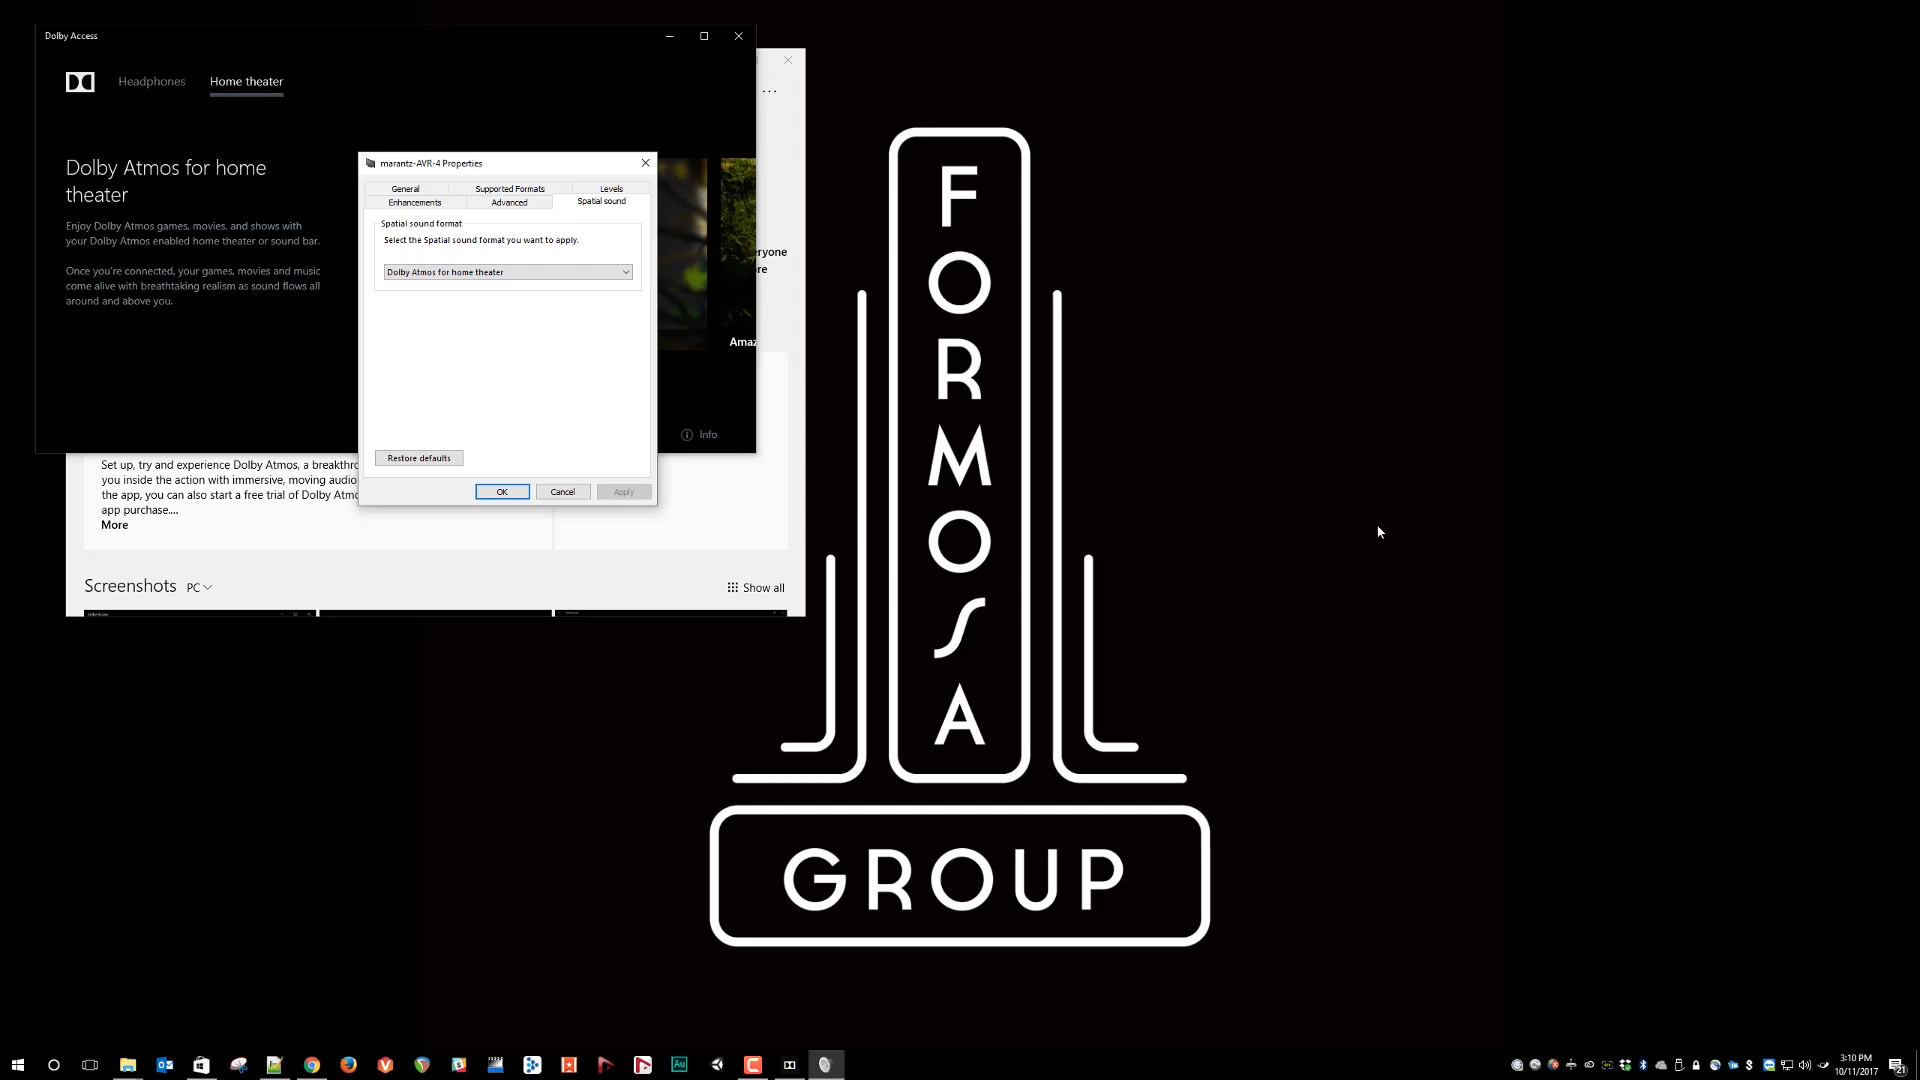 Dolby Access
Headphones
Home theater
Dolby Atmos for home
theater
Enjoy Dolby Atmos games, movies, and shows with
your Dolby Atmos enabled home theater or sound bar.
Once you're connected, your games, movies and music
come alive with breathtaking realism as sound flows all
around and above you.
marantz-AVR-4 Properties
General
Supported Formats
Levels
Enhancements
Advanced
Spatial sound
Spatial sound format
Select the Spatial sound format you want to apply.
Dolby Atmos for home theater
Restore defaults
OK
Cancel
Apply
Info
Set up, try and experience Dolby Atmos, a
you inside the action with immersive, moving audio
the app, you can also start a free trial of Dolby
app purchase....
More
Screenshots
PC
Show all
FORMOSA
GROUP
Au
3:10 PM
10/11/2017
21